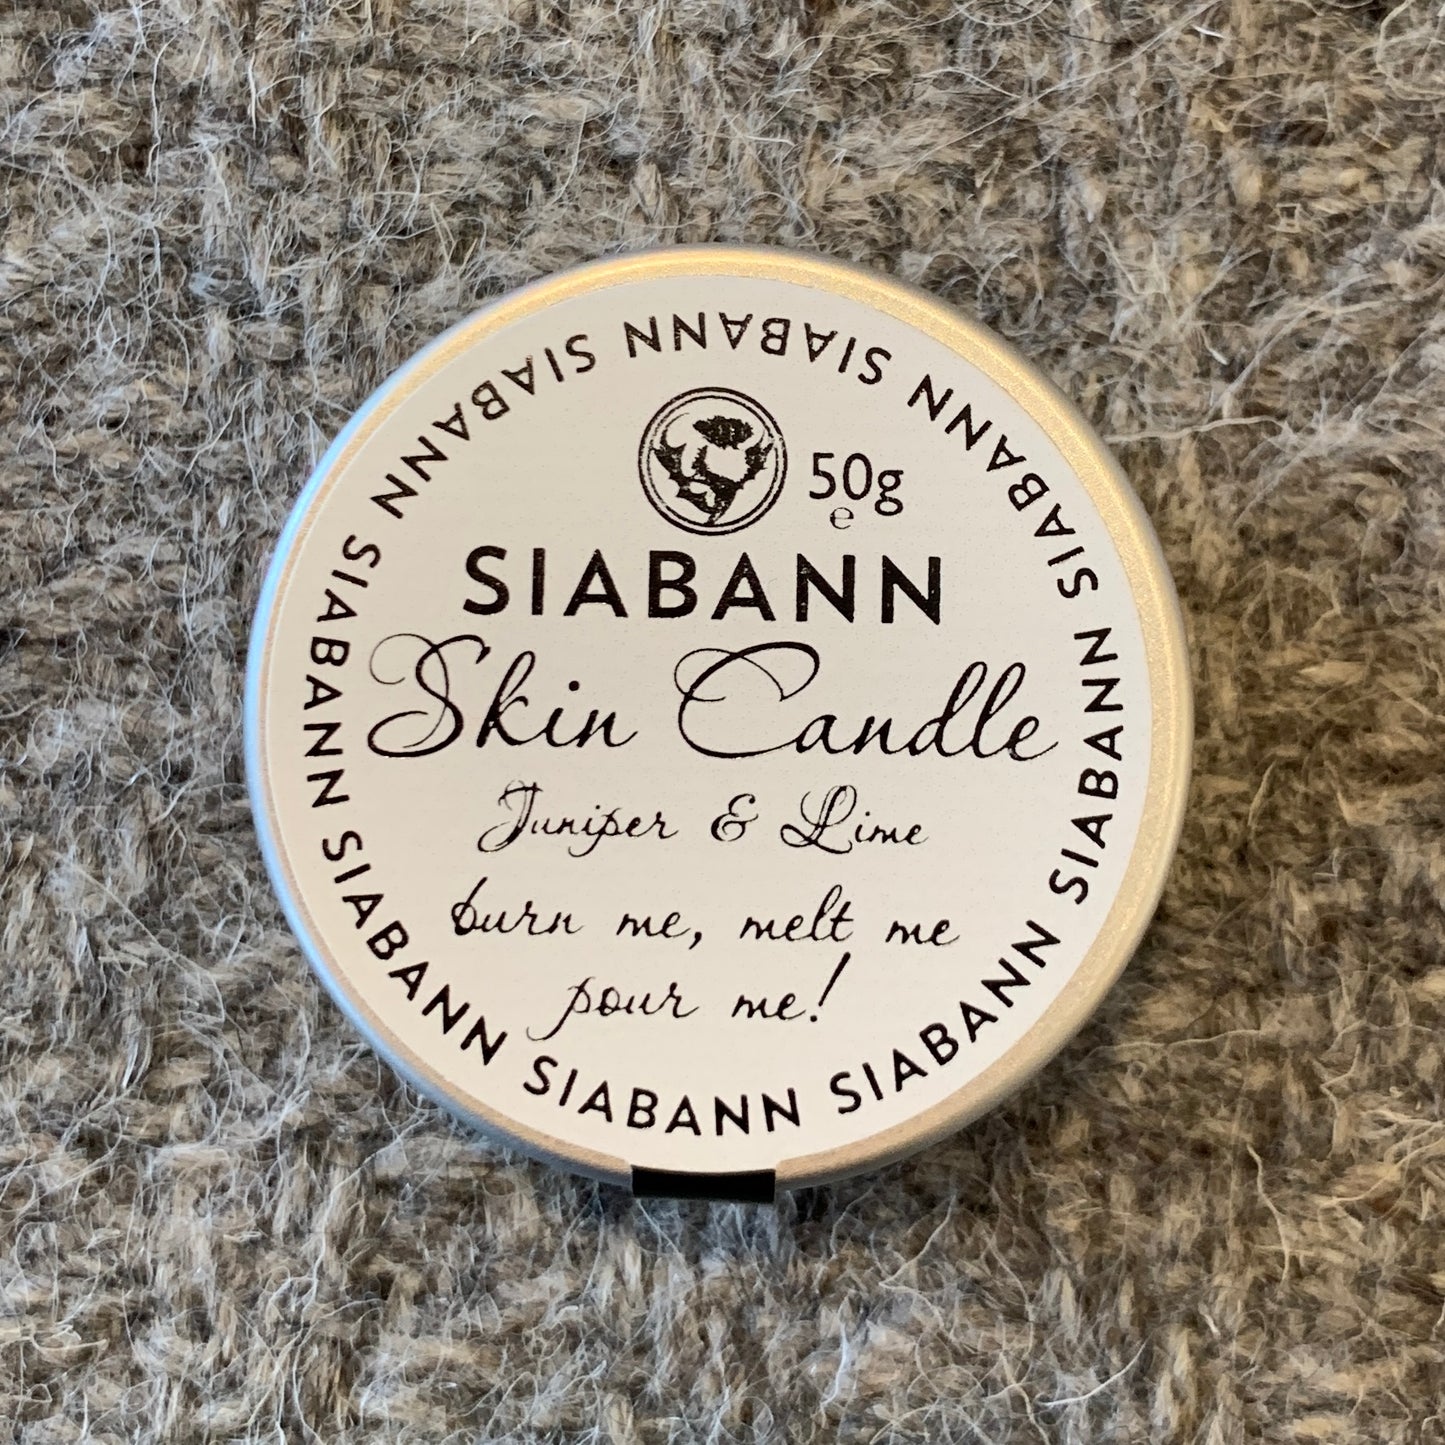 50g
e
SIABANN
Skin Candle
Juniper & Lime
burn me, melt me
pour me!
SIABANN SIABANN SIABANN SIABANN SIABANN SIABANN SIABANN SIABANN